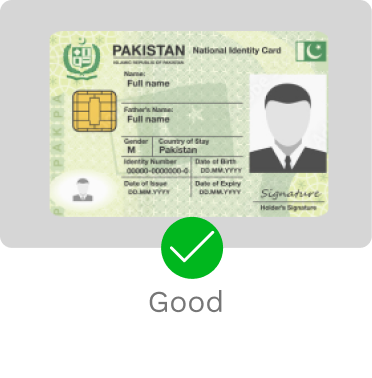 PAKISTAN National Identity Card
ISLAMIC REPUBLIC OF PAKISTAN
Name:
Full name
Father's Name:
Full name
Gender Country of Stay
M Pakistan
Identity Number Date of Birth
00000-0000000-0 DD.MM.YYYY
Date of Issue Date of Expiry
DD.MM.YYYY DD.MM.YYYY
Signature
Holder's Signature
Good